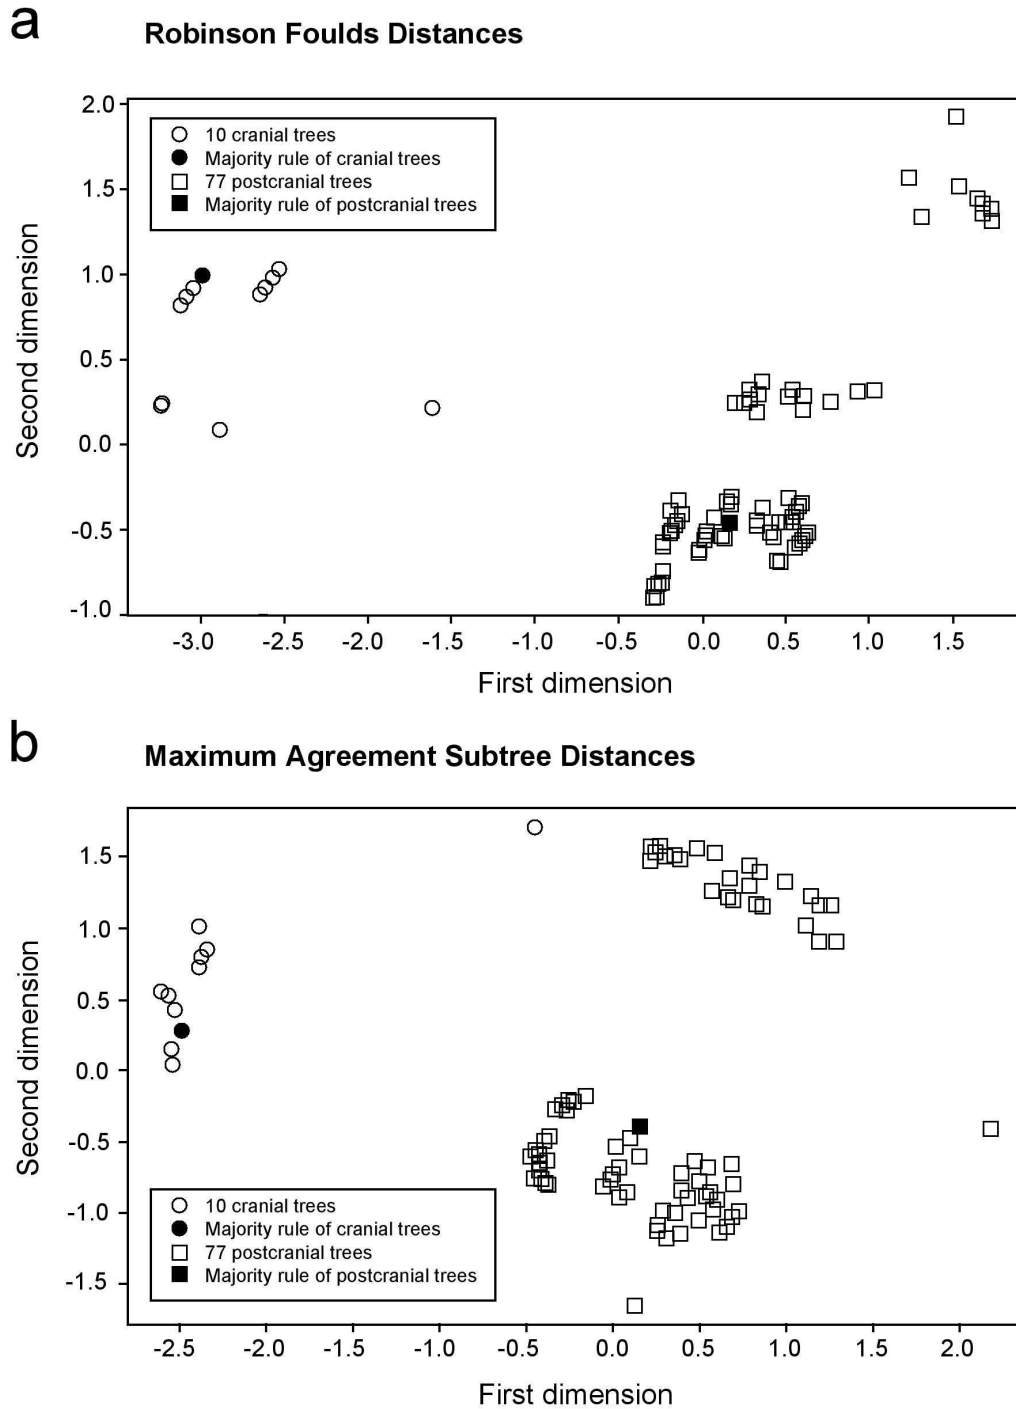 a
Robinson Foulds Distances
2.0
1.5
1.0
0.5
0.0
-0.5
-1.0
Second dimension
10 cranial trees
Majority rule of cranial trees
77 postcranial trees
Majority rule of postcranial trees
-3.0 -2.5 -2.0 -1.5 -1.0 -0.5 0.0 0.5 1.0 1.5
First dimension
b
Maximum Agreement Subtree Distances
1.5
1.0
0.5
0.0
-0.5
-1.0
-1.5
Second dimension
10 cranial trees
Majority rule of cranial trees
77 postcranial trees
Majority rule of postcranial trees
-2.5 -2.0 -1.5 -1.0 -0.5 0.0 0.5 1.0 1.5 2.0
First dimension